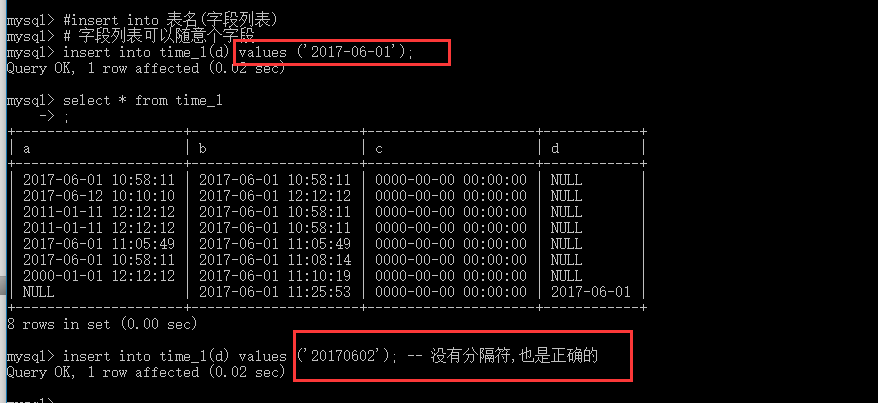 mysql> #insert into 表名(字段列表)
mysql> # 字段列表可以随意个字段
mysql> insert into time_1(d) values ('2017-06-01');
Query OK, 1 row affected (0.02 sec)
mysql> select * from time_1
    -> ;
+---------------------+---------------------+---------------------+------------+
| a                   | b                   | c                   | d          |
+---------------------+---------------------+---------------------+------------+
| 2017-06-01 10:58:11 | 2017-06-01 10:58:11 | 0000-00-00 00:00:00 | NULL       |
| 2017-06-12 10:10:10 | 2017-06-01 12:12:12 | 0000-00-00 00:00:00 | NULL       |
| 2011-01-11 12:12:12 | 2017-06-01 10:58:11 | 0000-00-00 00:00:00 | NULL       |
| 2011-01-11 12:12:12 | 2017-06-01 10:58:11 | 0000-00-00 00:00:00 | NULL       |
| 2017-06-01 11:05:49 | 2017-06-01 11:05:49 | 0000-00-00 00:00:00 | NULL       |
| 2017-06-01 10:58:11 | 2017-06-01 11:08:14 | 0000-00-00 00:00:00 | NULL       |
| 2000-01-01 12:12:12 | 2017-06-01 11:10:19 | 0000-00-00 00:00:00 | NULL       |
| NULL                | 2017-06-01 11:25:53 | 0000-00-00 00:00:00 | 2017-06-01 |
+---------------------+---------------------+---------------------+------------+
8 rows in set (0.00 sec)
mysql> insert into time_1(d) values ('20170602'); -- 没有分隔符,也是正确的
Query OK, 1 row affected (0.02 sec)
mysql>